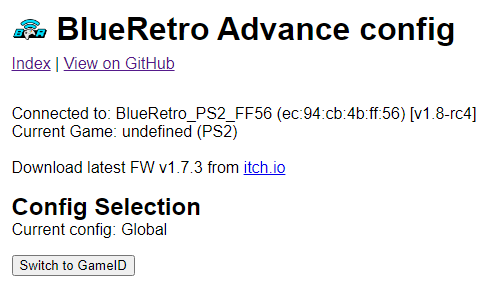 BlueRetro Advance config
Index | View on GitHub
Connected to: BlueRetro_PS2_FF56 (ec:94:cb:4b:ff:56) [v1.8-rc4]
Current Game: undefined (PS2)
Download latest FW v1.7.3 from itch.io
Config Selection
Current config: Global
Switch to GameID